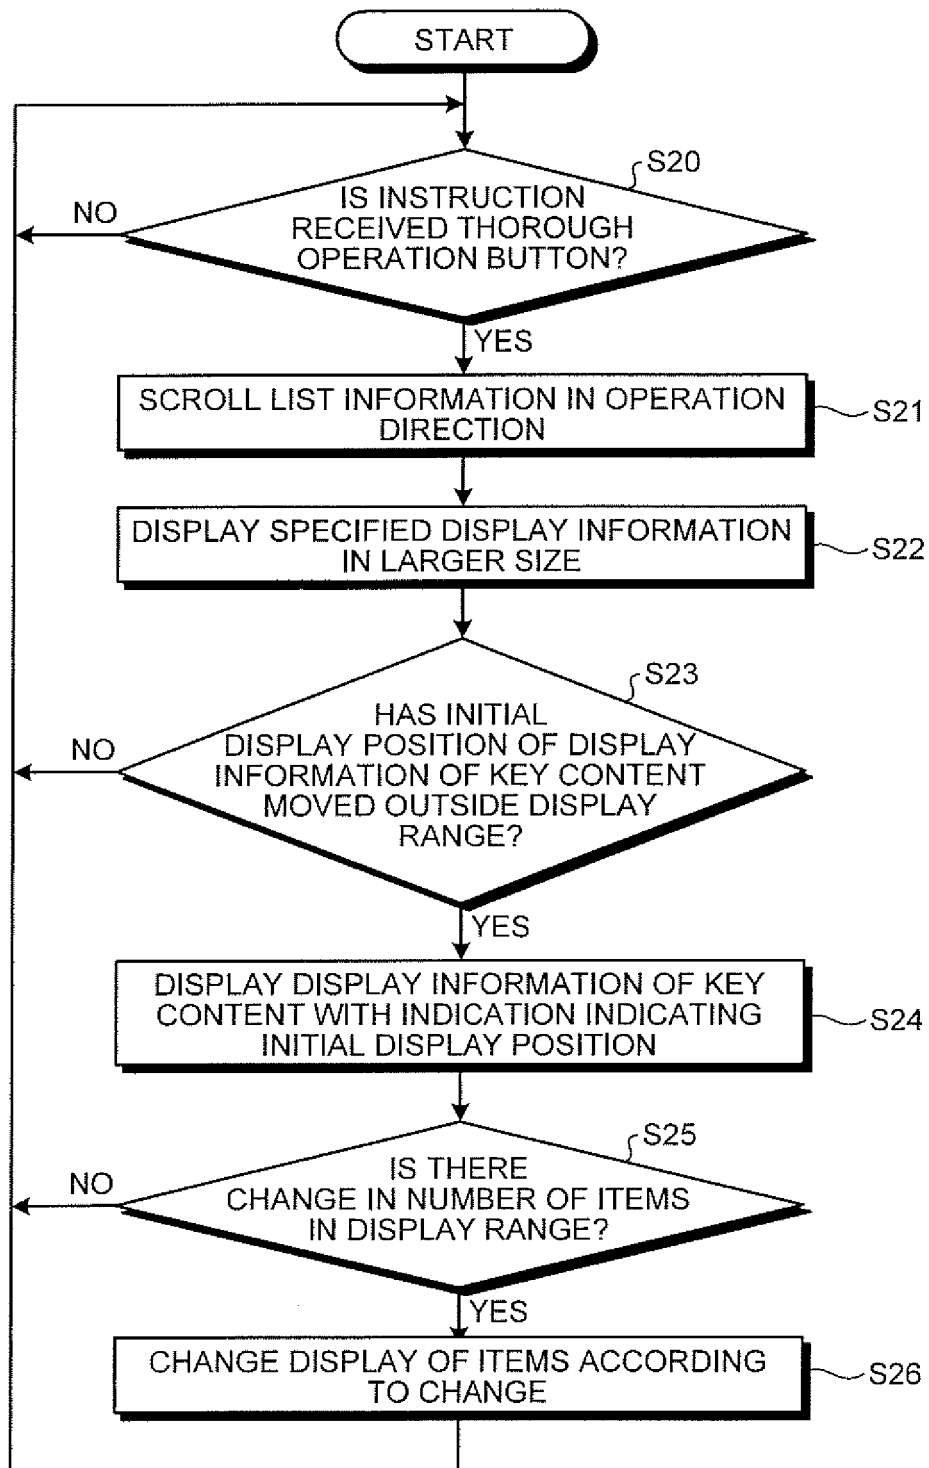 START
S20
IS INSTRUCTION
RECEIVED THOROUGH
OPERATION BUTTON?
NO
YES
SCROLL LIST INFORMATION IN OPERATION
DIRECTION
S21
DISPLAY SPECIFIED DISPLAY INFORMATION
IN LARGER SIZE
S22
S23
HAS INITIAL
DISPLAY POSITION OF DISPLAY
INFORMATION OF KEY CONTENT
MOVED OUTSIDE DISPLAY
RANGE?
NO
YES
DISPLAY DISPLAY INFORMATION OF KEY
CONTENT WITH INDICATION INDICATING
INITIAL DISPLAY POSITION
S24
S25
IS THERE
CHANGE IN NUMBER OF ITEMS
IN DISPLAY RANGE?
NO
YES
CHANGE DISPLAY OF ITEMS ACCORDING
TO CHANGE
S26